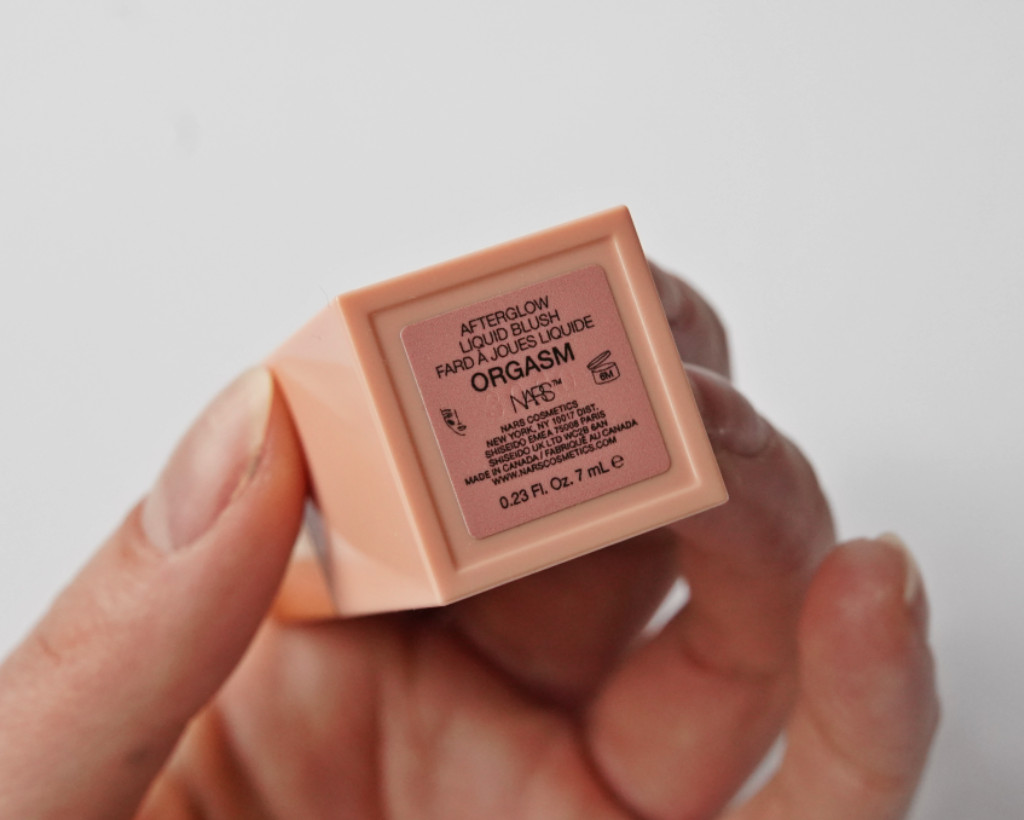 AFTERGLOW
LIQUID BLUSH
FARD À JOUES LIQUIDE
ORGASM
NARS™
6M
NARS COSMETICS
NEW YORK, NY 10017 DIST.
SHISEIDO EMEA 75008 PARIS
SHISEIDO UK LTD WC2B 6AN
MADE IN CANADA / FABRIQUÉ AU CANADA
WWW.NARSCOSMETICS.COM
0.23 Fl. Oz. 7 mL ℮